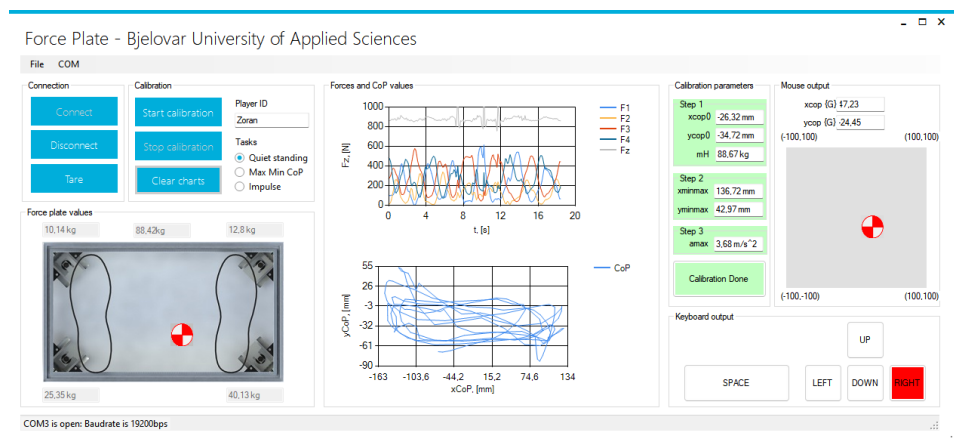 Force Plate - Bjelovar University of Applied Sciences
File COM
Connection
Connect
Disconnect
Tare
Calibration
Start calibration
Stop calibration
Clear charts
Player ID
Zoran
Tasks
Quiet standing
Max Min CoP
Impulse
Force plate values
10,14 kg 88,42kg 12,8 kg
25,35 kg 40,13 kg
Forces and CoP values
Fz, [N]
1000
800
600
400
200
0
0 4 8 12 16 20
t, [s]
F1
F2
F3
F4
Fz
yCoP, [mm]
55
26
-3
-32
-61
-90
-163 -103,6 -44,2 15,2 74,6 134
xCoP, [mm]
CoP
Calibration parameters
Step 1
xcop0 -26,32 mm
ycop0 -34,72 mm
mH 88,67 kg
Step 2
xminmax 136,72 mm
yminmax 42,97 mm
Step 3
amax 3,68 m/s^2
Calibration Done
Mouse output
xcop (G) 47,23
ycop (G) -24,45
(-100,100) (100,100)
(-100,-100) (100,100)
Keyboard output
UP
SPACE LEFT DOWN RIGHT
COM3 is open: Baudrate is 19200bps